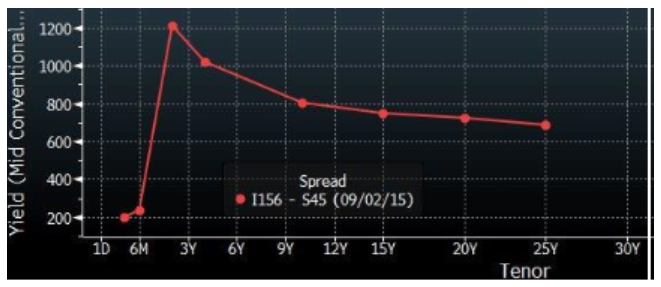 Yield (Mid Conventional...
1200
1000
800
600
400
200
Spread
I156 - S45 (09/02/15)
1D 6M 3Y 6Y 9Y 12Y 15Y 20Y 25Y 30Y
Tenor